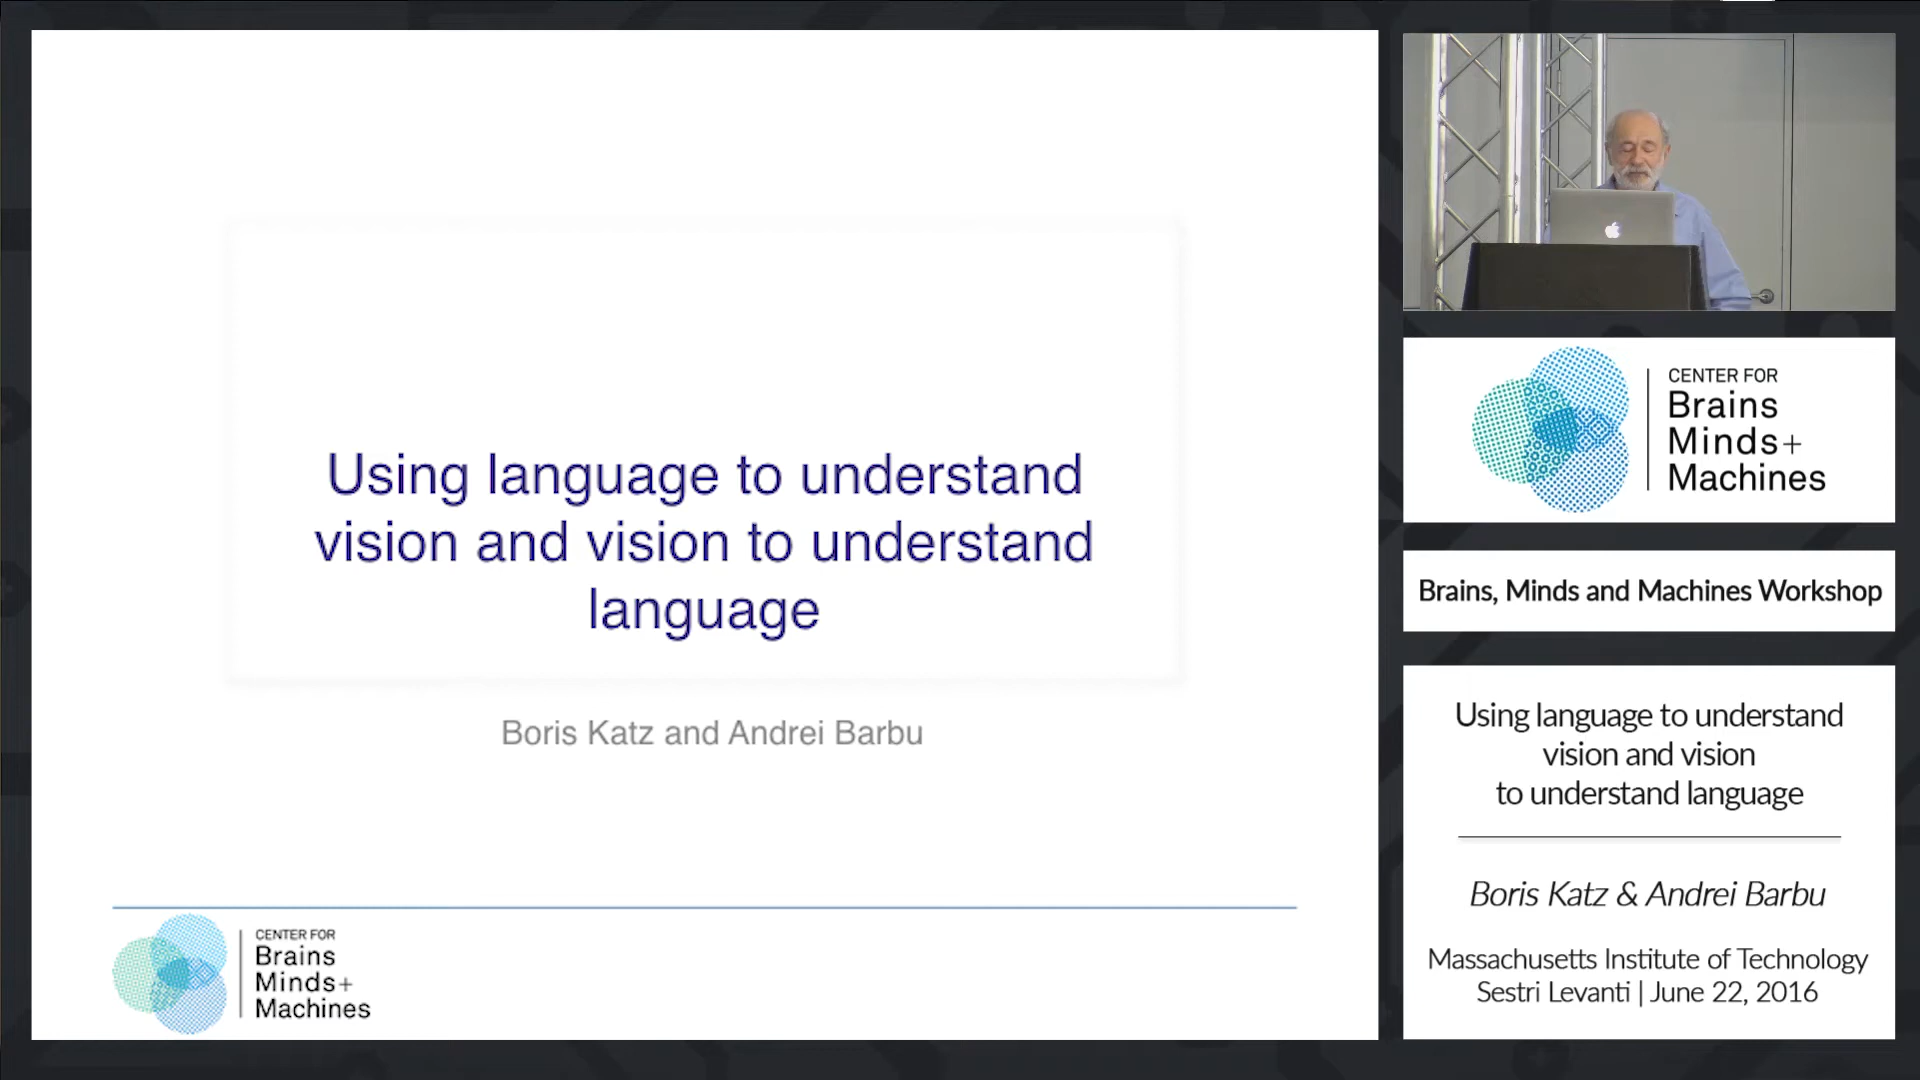 Using language to understand
vision and vision to understand
language
Boris Katz and Andrei Barbu
CENTER FOR
Brains
Minds+
Machines
CENTER FOR
Brains
Minds+
Machines
Brains, Minds and Machines Workshop
Using language to understand
vision and vision
to understand language
Boris Katz & Andrei Barbu
Massachusetts Institute of Technology
Sestri Levanti | June 22, 2016